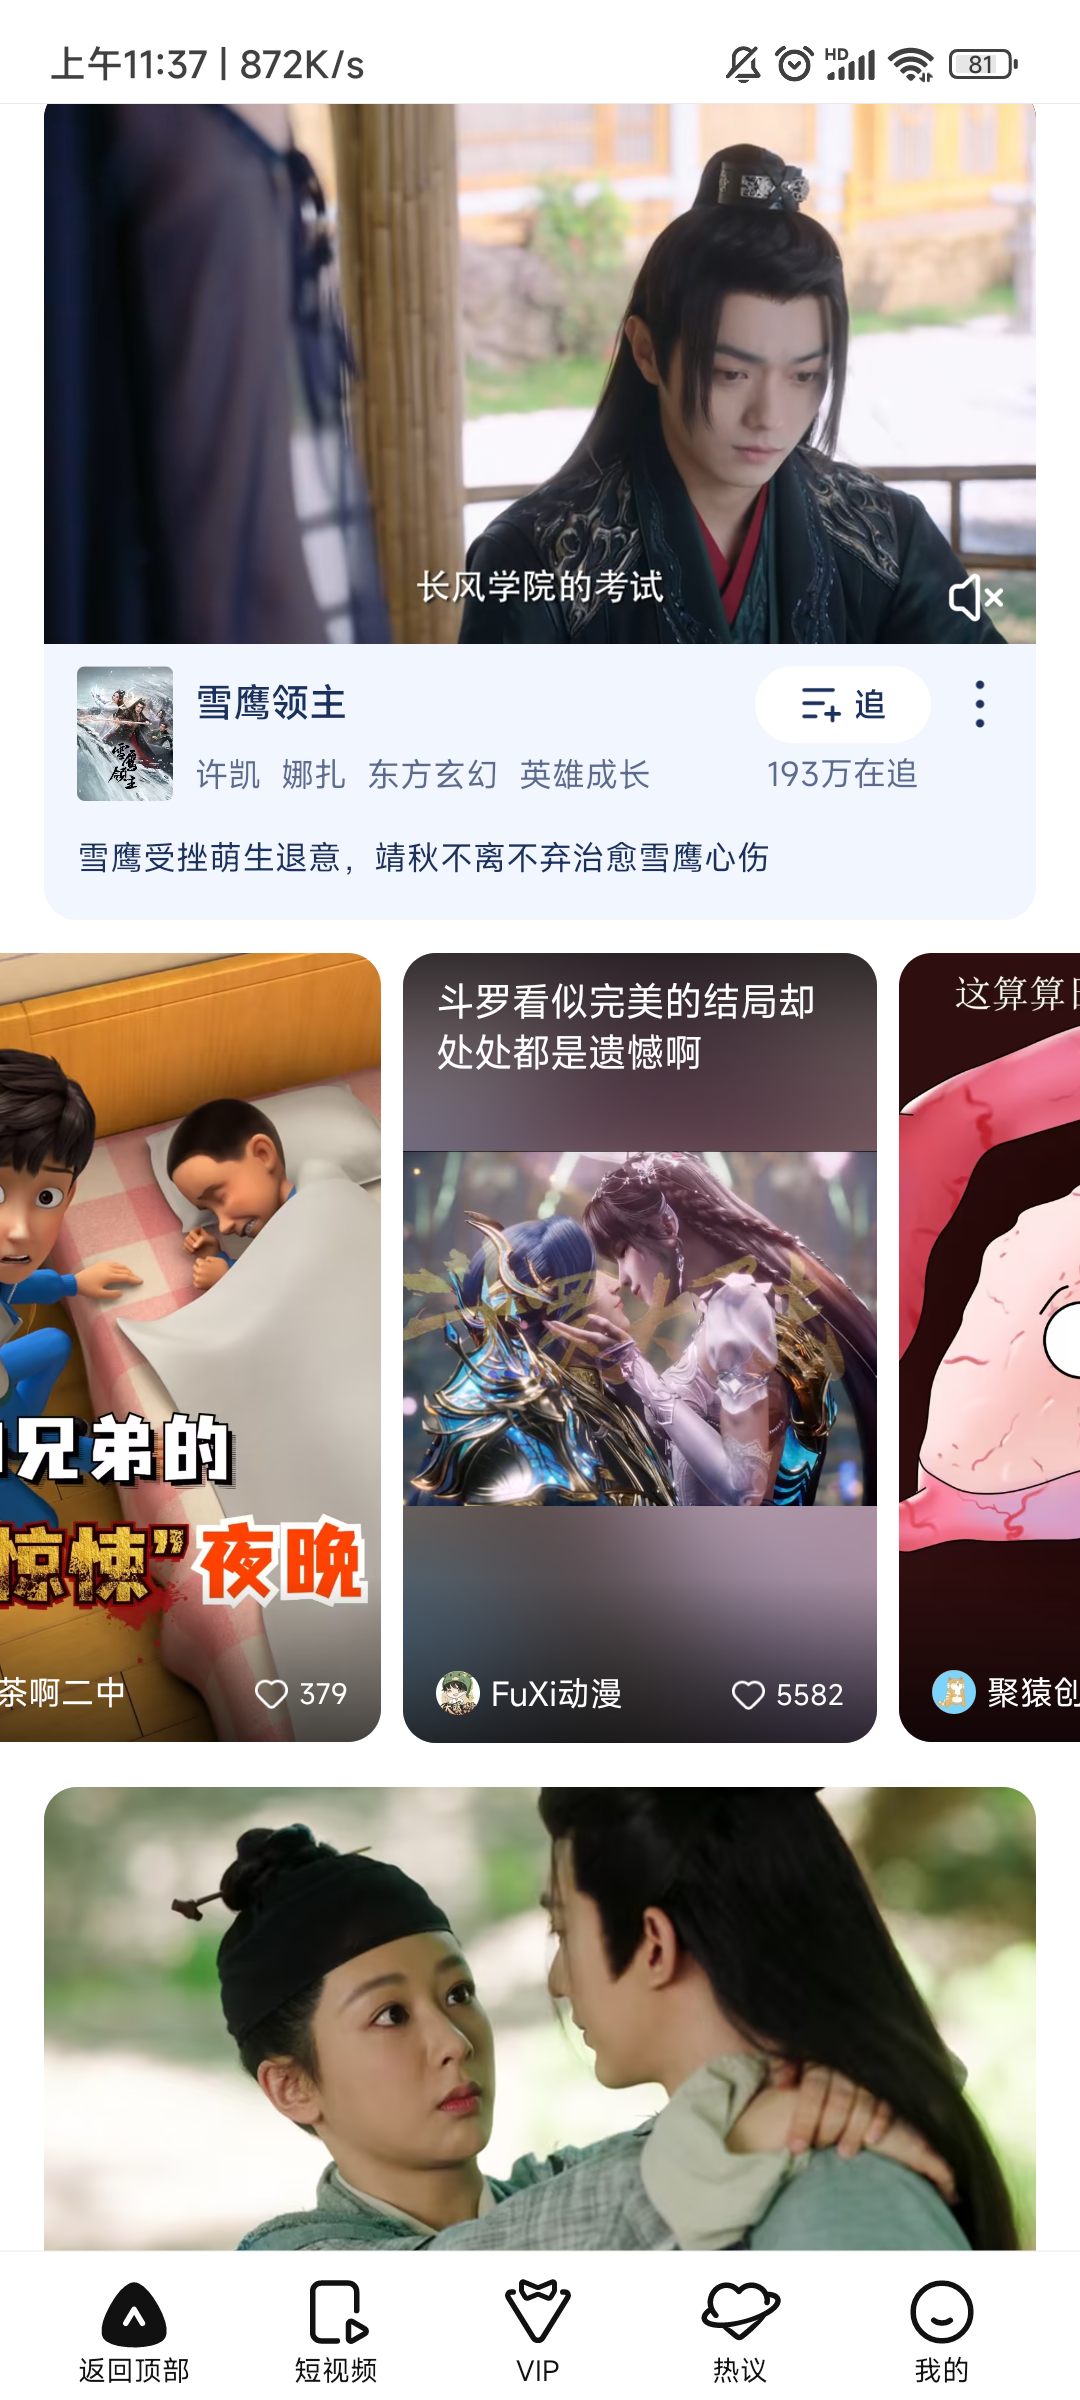 上午11:37 | 872K/s
HD
81
长风学院的考试
雪鹰领主
追
许凯 娜扎 东方玄幻 英雄成长
193万在追
雪鹰受挫萌生退意，靖秋不离不弃治愈雪鹰心伤
兄弟的
惊悚”夜晚
茶啊二中
379
斗罗看似完美的结局却
处处都是遗憾啊
FuXi动漫
5582
这算算
聚猿创
返回顶部
短视频
VIP
热议
我的